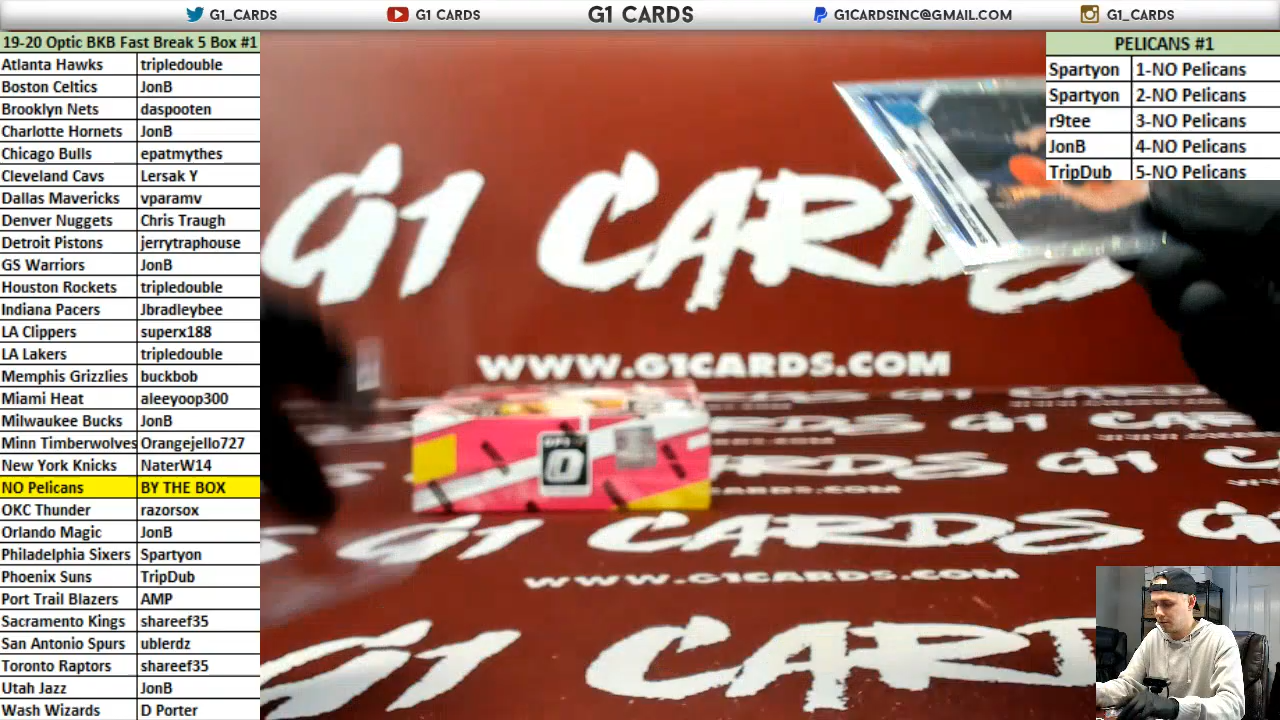 G1_CARDS
G1 CARDS
G1 CARDS
G1CARDSINC@GMAIL.COM
G1_CARDS
19-20 Optic BKB Fast Break 5 Box #1
Atlanta Hawks tripledouble
Boston Celtics JonB
Brooklyn Nets daspooten
Charlotte Hornets JonB
Chicago Bulls epatmythes
Cleveland Cavs Lersak Y
Dallas Mavericks vparamv
Denver Nuggets Chris Traugh
Detroit Pistons jerrytraphouse
GS Warriors JonB
Houston Rockets tripledouble
Indiana Pacers Jbradleybee
LA Clippers superx188
LA Lakers tripledouble
Memphis Grizzlies buckbob
Miami Heat aleeyoop300
Milwaukee Bucks JonB
Minn Timberwolves Orangejello727
New York Knicks NaterW14
NO Pelicans BY THE BOX
OKC Thunder razorsox
Orlando Magic JonB
Philadelphia Sixers Spartyon
Phoenix Suns TripDub
Port Trail Blazers AMP
Sacramento Kings shareef35
San Antonio Spurs ublerdz
Toronto Raptors shareef35
Utah Jazz JonB
Wash Wizards D Porter
PELICANS #1
Spartyon 1-NO Pelicans
Spartyon 2-NO Pelicans
r9tee 3-NO Pelicans
JonB 4-NO Pelicans
TripDub 5-NO Pelicans
G1 CARDS
WWW.G1CARDS.COM
G1 CARDS
G1 CARDS
WWW.G1CARDS.COM
G1 CARDS